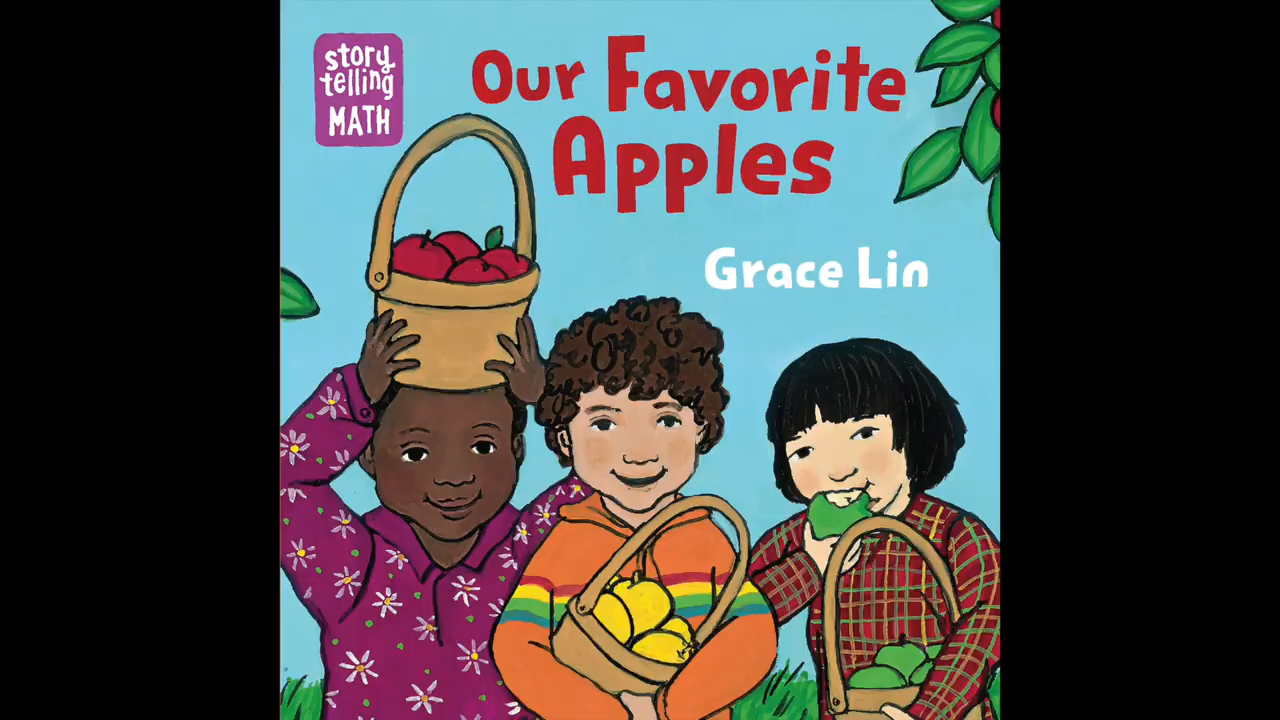 story
telling
MATH
Our Favorite
Apples
Grace Lin